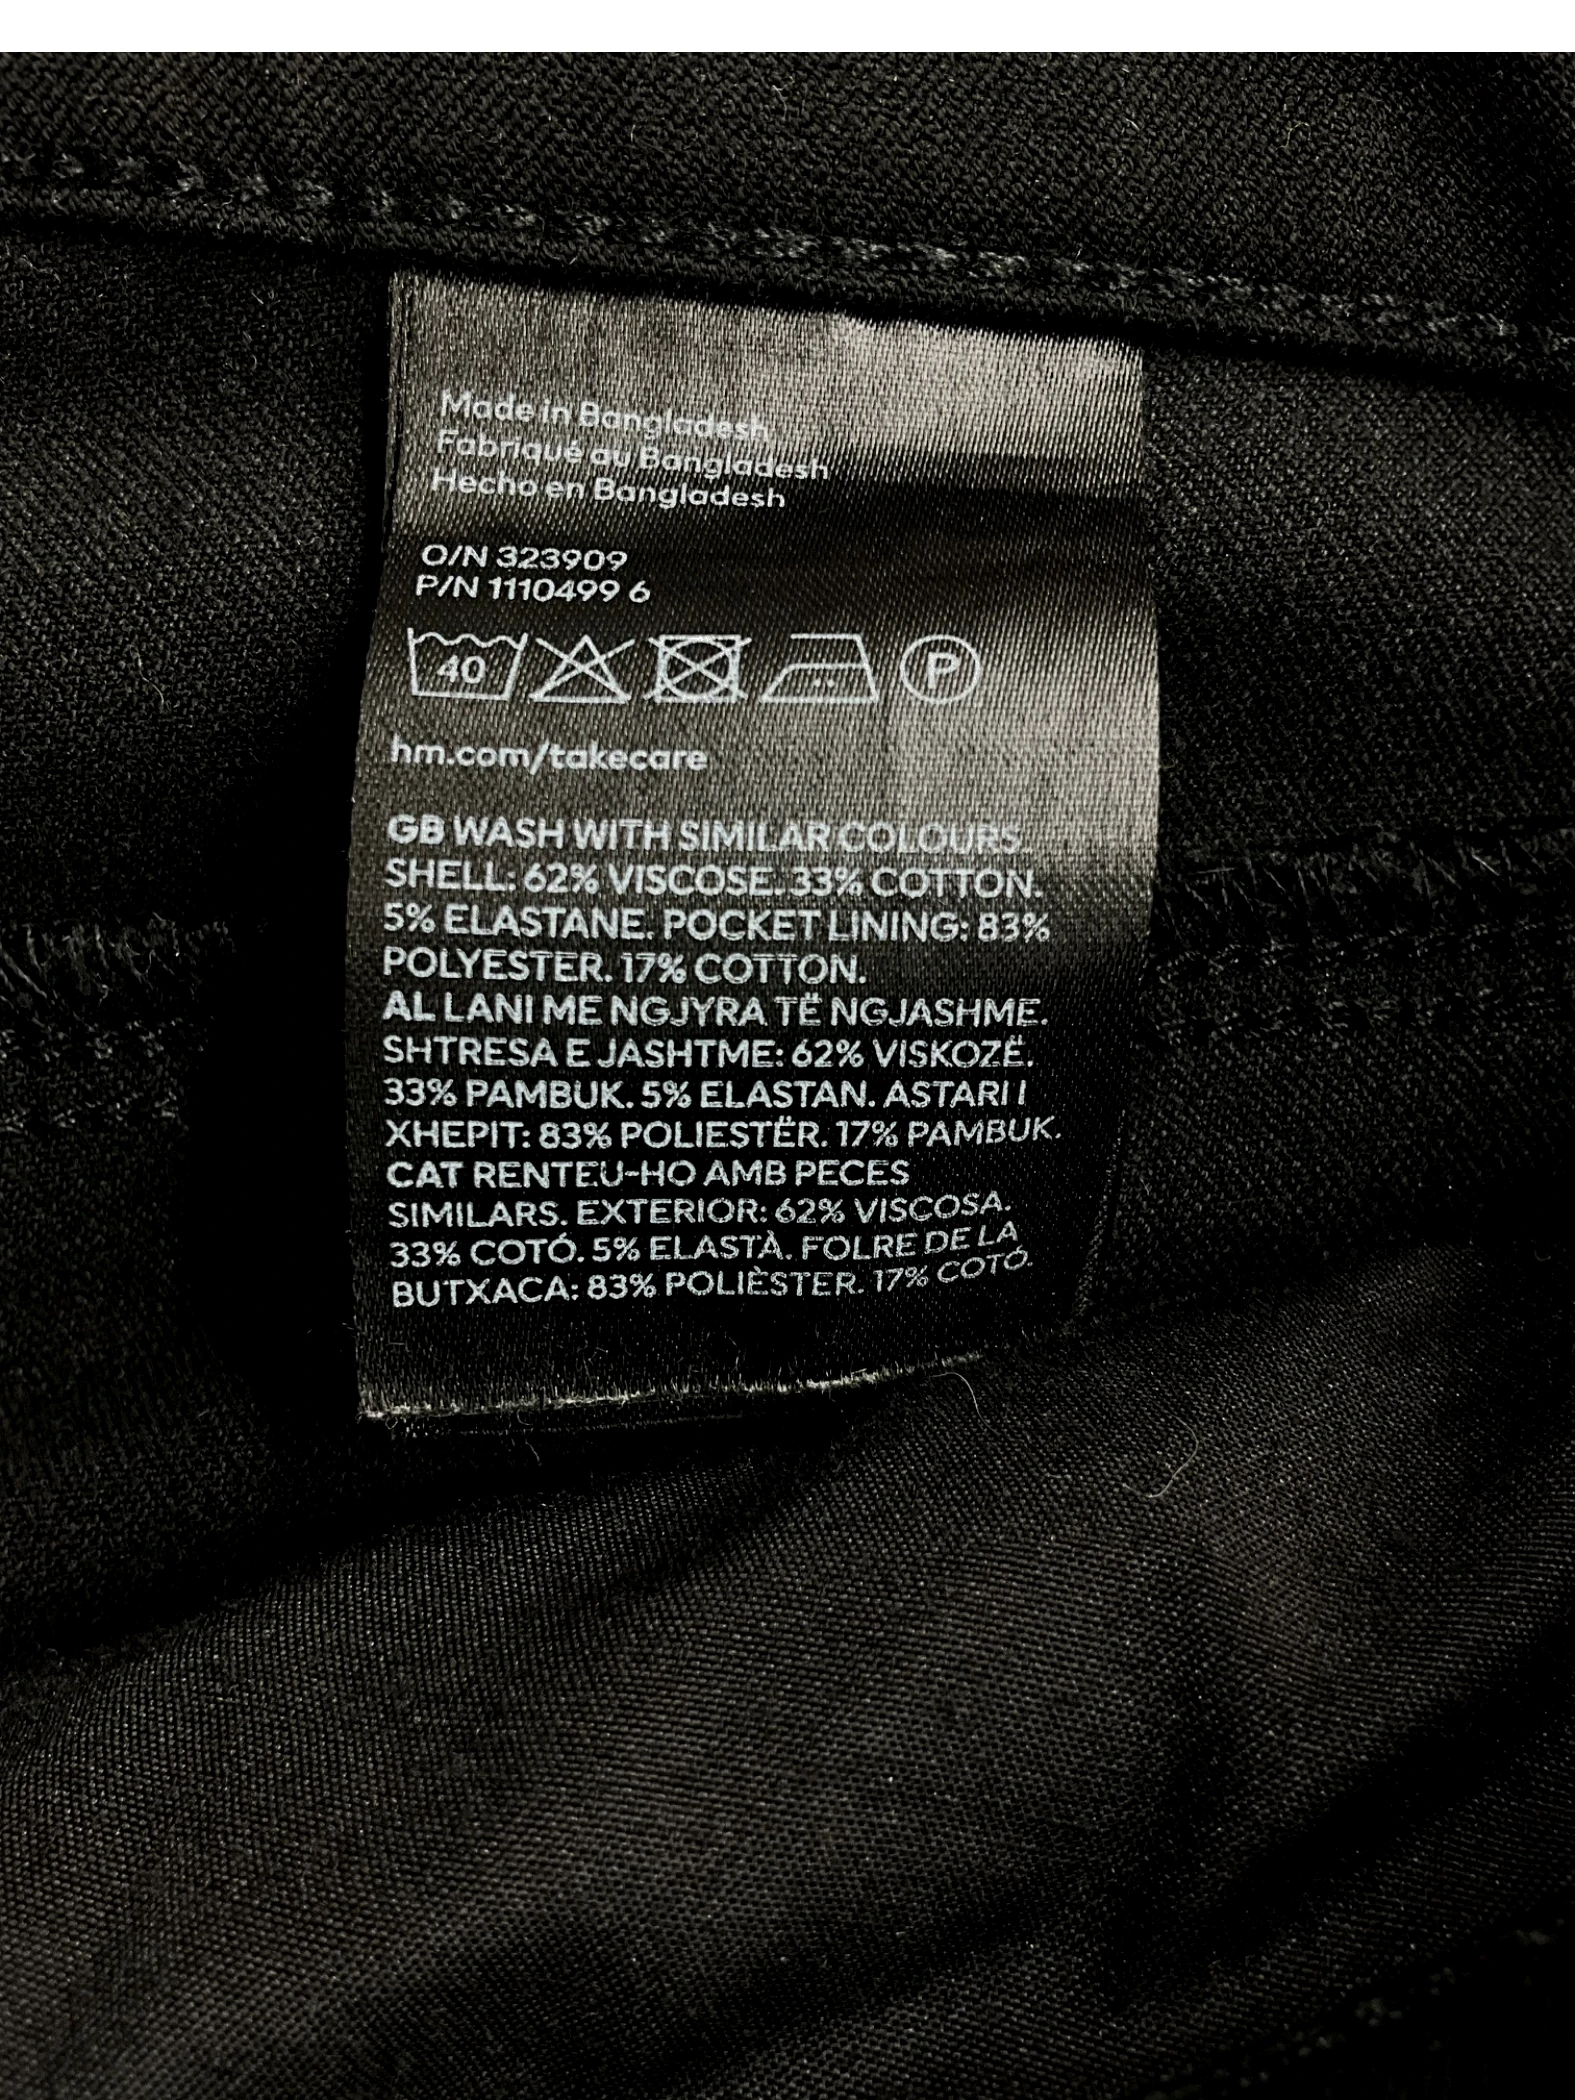 Made in Bangladesh
Fabriqué au Bangladesh
Hecho en Bangladesh
O/N 323909
P/N 1110499 6
40 P
hm.com/takecare
GB WASH WITH SIMILAR COLOURS.
SHELL: 62% VISCOSE. 33% COTTON.
5% ELASTANE. POCKET LINING: 83%
POLYESTER. 17% COTTON.
AL LANI ME NGJYRA TË NGJASHME.
SHTRESA E JASHTME: 62% VISKOZË.
33% PAMBUK. 5% ELASTAN. ASTARI I
XHEPIT: 83% POLIESTËR. 17% PAMBUK.
CAT RENTEU-HO AMB PECES
SIMILARS. EXTERIOR: 62% VISCOSA.
33% COTÓ. 5% ELASTÀ. FOLRE DE LA
BUTXACA: 83% POLIÈSTER. 17% COTÓ.